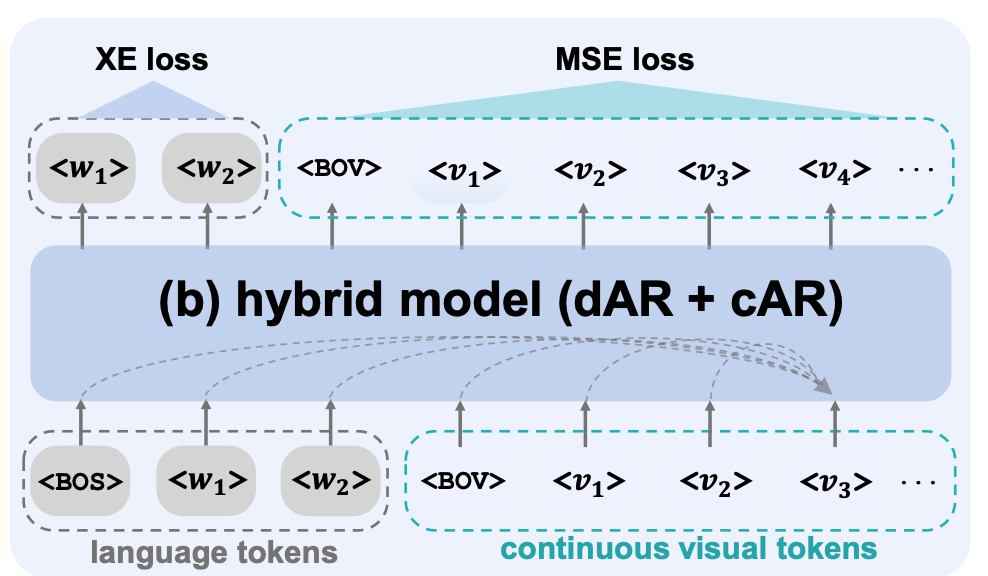 XE loss MSE loss
<w₁> <w₂> <BOV> <v₁> <v₂> <v₃> <v₄> ···
(b) hybrid model (dAR + cAR)
<BOS> <w₁> <w₂> <BOV> <v₁> <v₂> <v₃> ···
language tokens continuous visual tokens